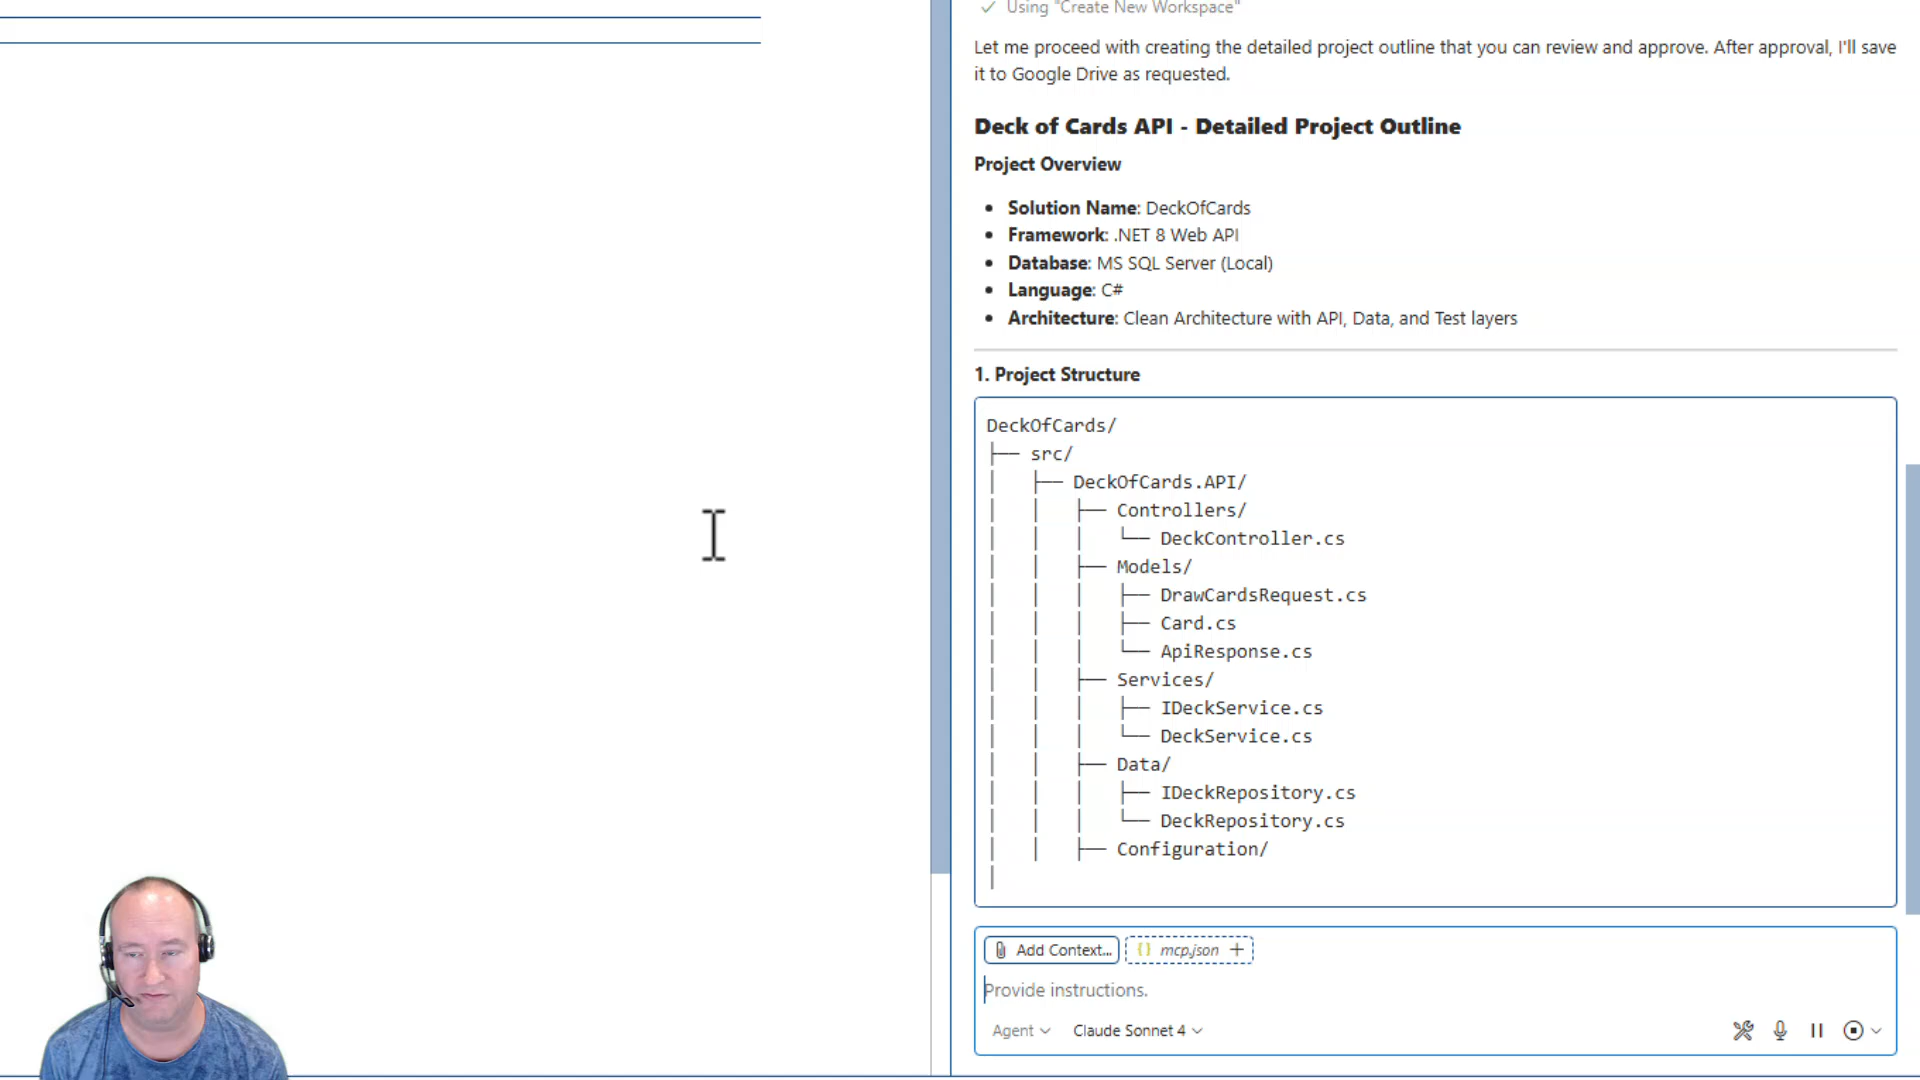 Using "Create New Workspace"
Let me proceed with creating the detailed project outline that you can review and approve. After approval, I'll save
it to Google Drive as requested.
Deck of Cards API - Detailed Project Outline
Project Overview
• Solution Name: DeckOfCards
• Framework: .NET 8 Web API
• Database: MS SQL Server (Local)
• Language: C#
• Architecture: Clean Architecture with API, Data, and Test layers
1. Project Structure
DeckOfCards/
├── src/
│   ├── DeckOfCards.API/
│   │   ├── Controllers/
│   │   │   └── DeckController.cs
│   │   ├── Models/
│   │   │   ├── DrawCardsRequest.cs
│   │   │   ├── Card.cs
│   │   │   └── ApiResponse.cs
│   │   ├── Services/
│   │   │   ├── IDeckService.cs
│   │   │   └── DeckService.cs
│   │   ├── Data/
│   │   │   ├── IDeckRepository.cs
│   │   │   └── DeckRepository.cs
│   │   ├── Configuration/
│
Add Context... {} mcp.json +
Provide instructions.
Agent Claude Sonnet 4